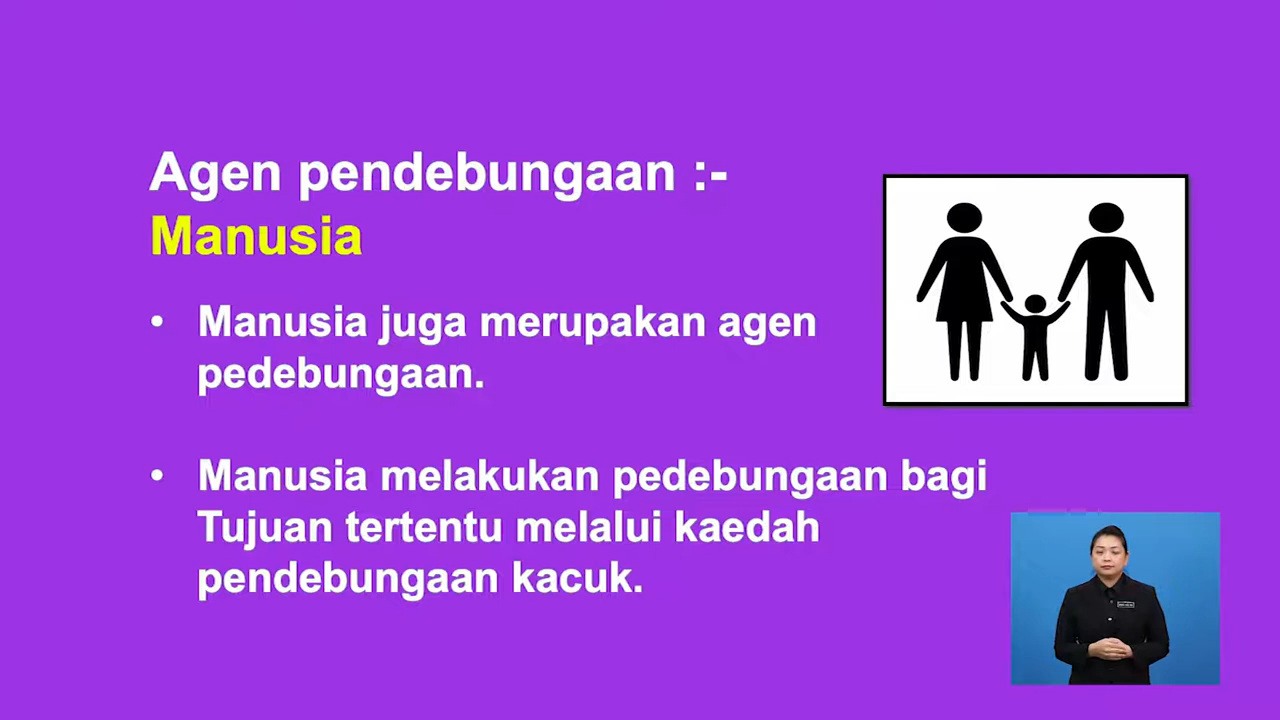 Agen pendebungaan :-
Manusia
• Manusia juga merupakan agen
pedebungaan.
• Manusia melakukan pedebungaan bagi
Tujuan tertentu melalui kaedah
pendebungaan kacuk.